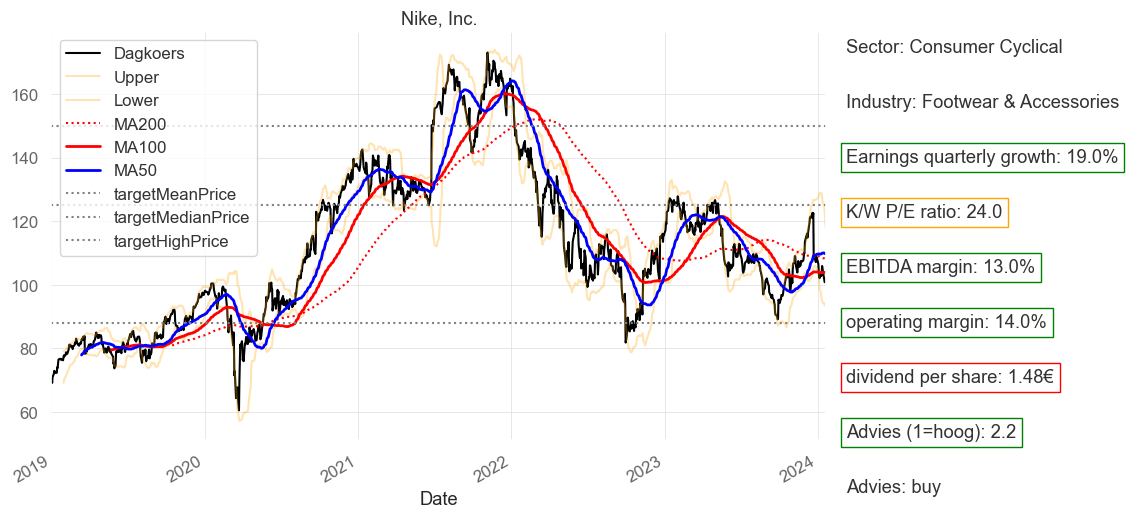 Nike, Inc.
Dagkoers
Upper
Lower
MA200
MA100
MA50
targetMeanPrice
targetMedianPrice
targetHighPrice
160
140
120
100
80
60
2019
2020
2021
2022
2023
2024
Date
Sector: Consumer Cyclical
Industry: Footwear & Accessories
Earnings quarterly growth: 19.0%
K/W P/E ratio: 24.0
EBITDA margin: 13.0%
operating margin: 14.0%
dividend per share: 1.48€
Advies (1=hoog): 2.2
Advies: buy